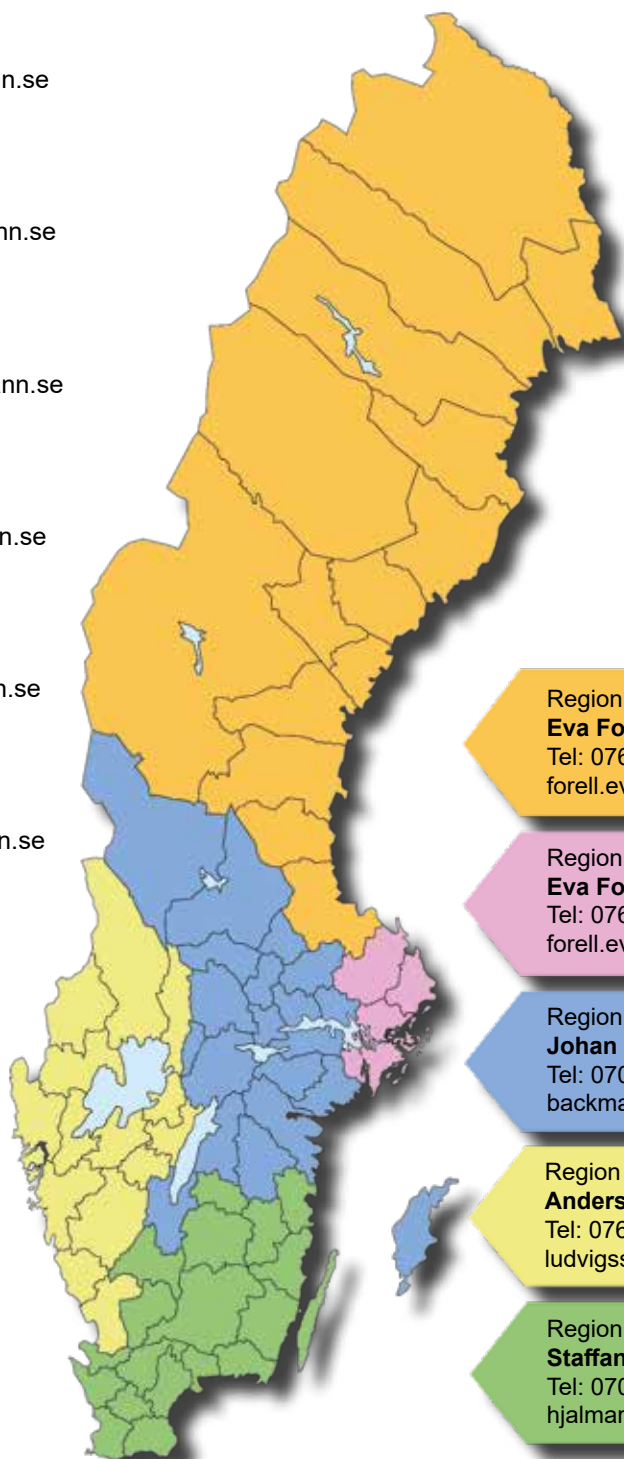 n.se
nn.se
nn.se
n.se
n.se
n.se
Region
Eva Fo
Tel: 076
forell.ev
Region
Eva Fo
Tel: 076
forell.ev
Region
Johan
Tel: 070
backma
Region
Anders
Tel: 076
ludvigss
Region
Staffan
Tel: 070
hjalmar